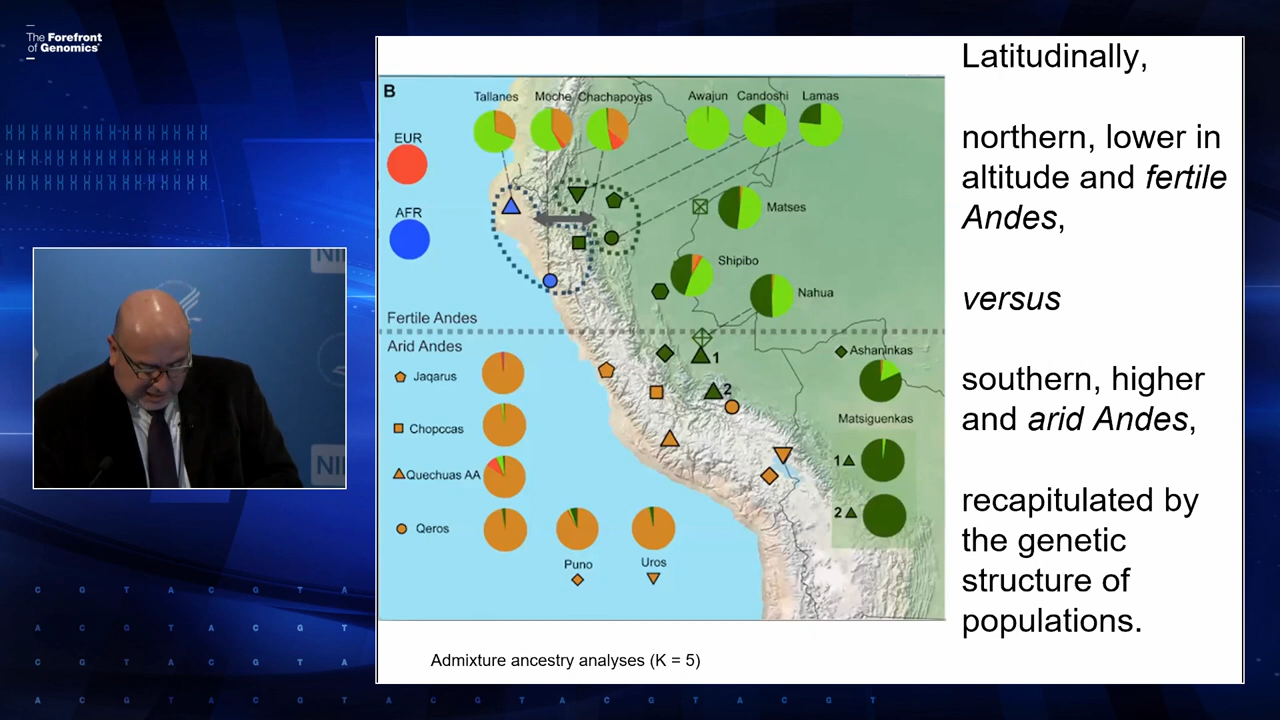 The Forefront
of Genomics®
B
Tallanes
Moche
Chachapoyas
Awajun
Candoshi
Lamas
EUR
AFR
Matses
Shipibo
Nahua
Fertile Andes
Arid Andes
1
2
Ashaninkas
Matsiguenkas
1
2
Jaqarus
Chopccas
Quechuas AA
Qeros
Puno
Uros
Admixture ancestry analyses (K = 5)
Latitudinally,
northern, lower in
altitude and fertile
Andes,
versus
southern, higher
and arid Andes,
recapitulated by
the genetic
structure of
populations.
NI
NI
C G T A C G T A
A C G T A C G T
C G T A C G T A
A C G T A C G T A C G T A C G T A C G T